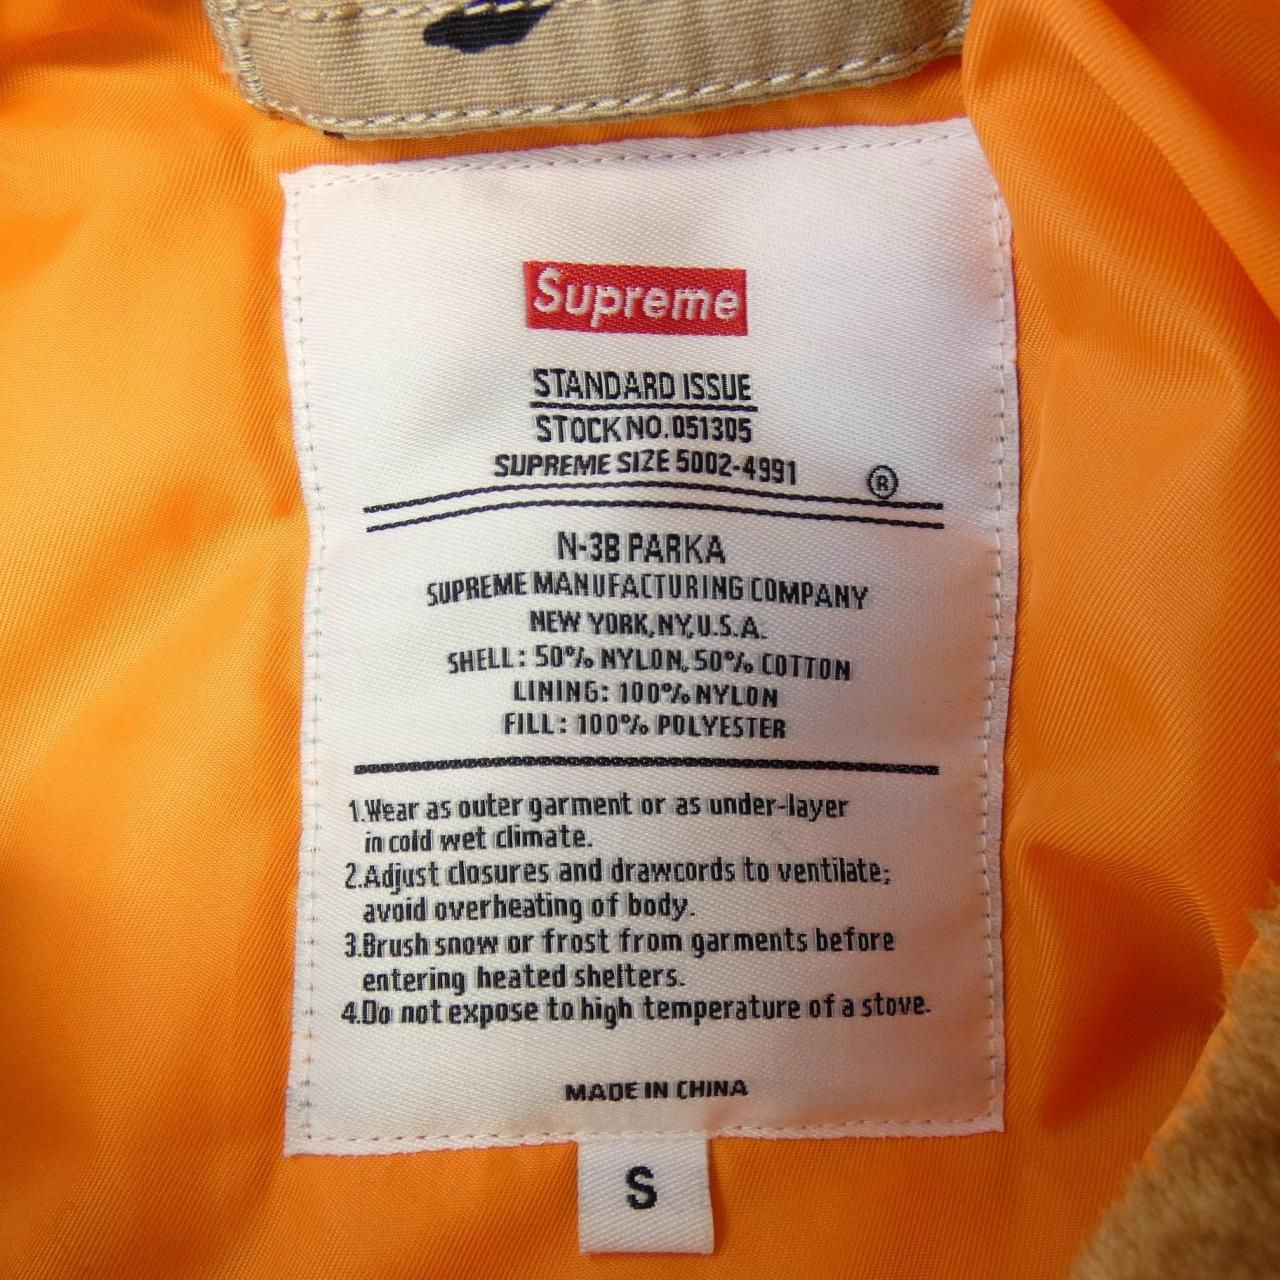 Supreme
STANDARD ISSUE
STOCK NO. 051305
SUPREME SIZE 5002-4991
®
N-3B PARKA
SUPREME MANUFACTURING COMPANY
NEW YORK, NY, U.S.A.
SHELL: 50% NYLON, 50% COTTON
LINING: 100% NYLON
FILL: 100% POLYESTER
1.Wear as outer garment or as under-layer
in cold wet climate.
2.Adjust closures and drawcords to ventilate;
avoid overheating of body.
3.Brush snow or frost from garments before
entering heated shelters.
4.Do not expose to high temperature of a stove.
MADE IN CHINA
S